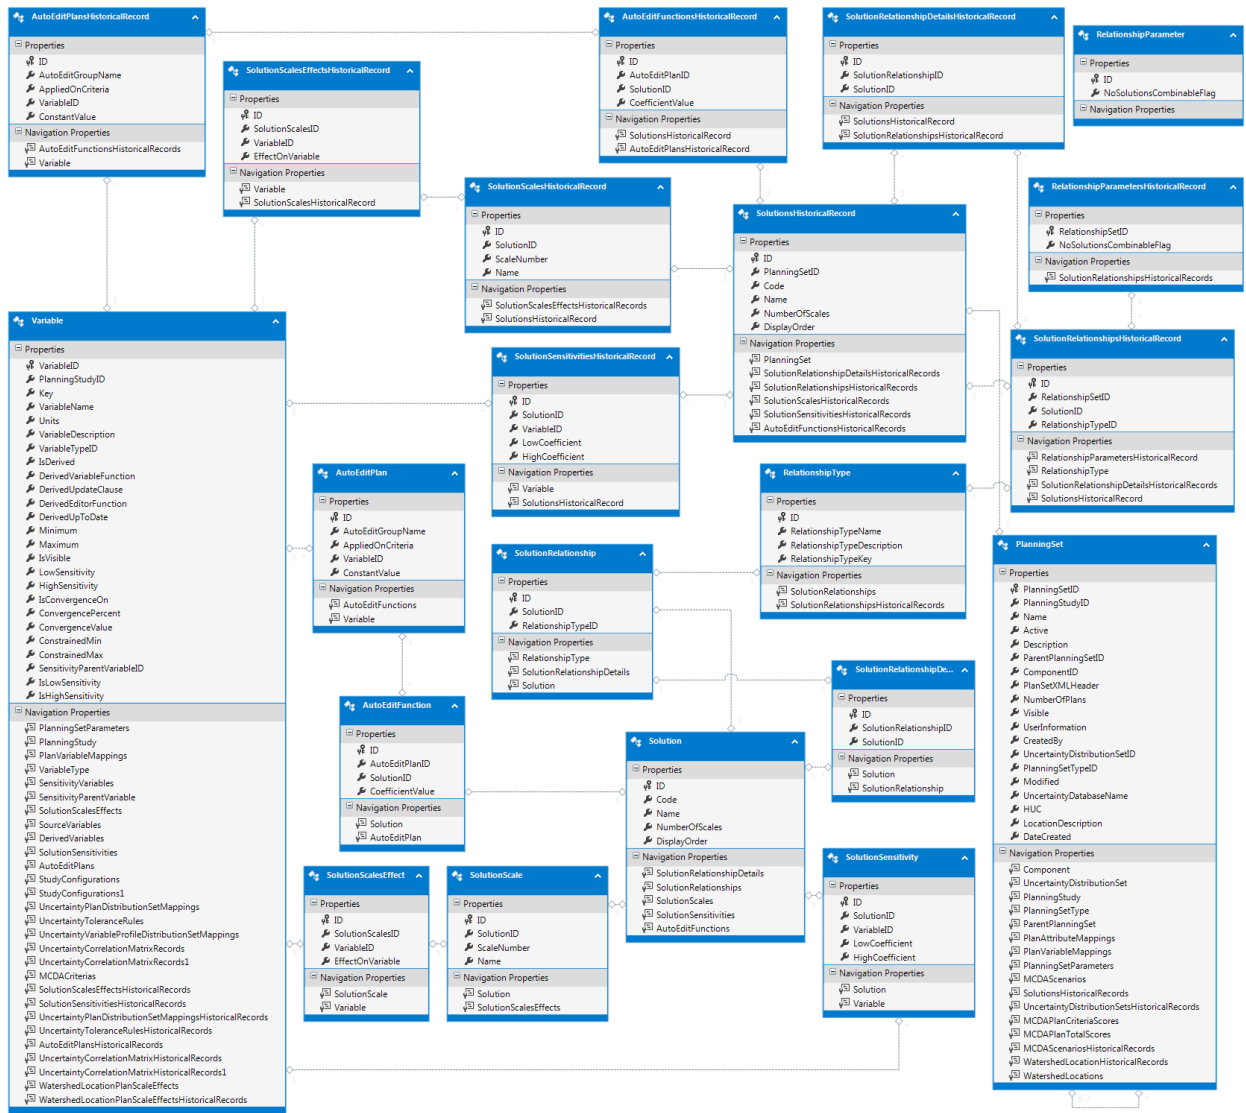 AutoEditPlansHistoricalRecord
Properties
ID
AutoEditGroupName
AppliedOnCriteria
VariableID
ConstantValue
Navigation Properties
AutoEditFunctionsHistoricalRecords
Variable
SolutionScalesEffectsHistoricalRecord
Properties
ID
SolutionScalesID
VariableID
EffectOnVariable
Navigation Properties
Variable
SolutionScalesHistoricalRecord
AutoEditFunctionsHistoricalRecord
Properties
ID
AutoEditPlanID
SolutionID
CoefficientValue
Navigation Properties
SolutionsHistoricalRecord
AutoEditPlansHistoricalRecord
SolutionRelationshipDetailsHistoricalRecord
Properties
ID
SolutionRelationshipID
SolutionID
Navigation Properties
SolutionsHistoricalRecord
SolutionRelationshipsHistoricalRecord
RelationshipParameter
Properties
ID
NoSolutionsCombinableFlag
Navigation Properties
SolutionScalesHistoricalRecord
Properties
ID
SolutionID
ScaleNumber
Name
Navigation Properties
SolutionScalesEffectsHistoricalRecords
SolutionsHistoricalRecord
SolutionsHistoricalRecord
Properties
ID
PlanningSetID
Code
Name
NumberOfScales
DisplayOrder
Navigation Properties
PlanningSet
SolutionRelationshipDetailsHistoricalRecords
SolutionRelationshipsHistoricalRecords
SolutionScalesHistoricalRecords
SolutionSensitivitiesHistoricalRecords
AutoEditFunctionsHistoricalRecords
RelationshipParametersHistoricalRecord
Properties
RelationshipSetID
NoSolutionsCombinableFlag
Navigation Properties
SolutionRelationshipsHistoricalRecords
Variable
Properties
VariableID
PlanningStudyID
Key
VariableName
Units
VariableDescription
VariableTypeID
IsDerived
DerivedVariableFunction
DerivedUpdateClause
DerivedEditorFunction
DerivedUpToDate
Minimum
Maximum
IsVisible
LowSensitivity
HighSensitivity
IsConvergenceOn
ConvergencePercent
ConvergenceValue
ConstrainedMin
ConstrainedMax
SensitivityParentVariableID
IsLowSensitivity
IsHighSensitivity
Navigation Properties
PlanningSetParameters
PlanningStudy
PlanVariableMappings
VariableType
SensitivityVariables
SensitivityParentVariable
SolutionScalesEffects
SourceVariables
DerivedVariables
SolutionSensitivities
AutoEditPlans
StudyConfigurations
StudyConfigurations1
UncertaintyPlanDistributionSetMappings
UncertaintyToleranceRules
UncertaintyVariableProfileDistributionSetMappings
UncertaintyCorrelationMatrixRecords
UncertaintyCorrelationMatrixRecords1
MCDACriterias
SolutionScalesEffectsHistoricalRecords
SolutionSensitivitiesHistoricalRecords
UncertaintyPlanDistributionSetMappingsHistoricalRecords
UncertaintyToleranceRulesHistoricalRecords
AutoEditPlansHistoricalRecords
UncertaintyCorrelationMatrixHistoricalRecords
UncertaintyCorrelationMatrixHistoricalRecords1
WatershedLocationPlanScaleEffects
WatershedLocationPlanScaleEffectsHistoricalRecords
SolutionSensitivitiesHistoricalRecord
Properties
ID
SolutionID
VariableID
LowCoefficient
HighCoefficient
Navigation Properties
Variable
SolutionsHistoricalRecord
SolutionRelationshipsHistoricalRecord
Properties
ID
RelationshipSetID
SolutionID
RelationshipTypeID
Navigation Properties
RelationshipParametersHistoricalRecord
RelationshipType
SolutionRelationshipDetailsHistoricalRecords
SolutionsHistoricalRecord
AutoEditPlan
Properties
ID
AutoEditGroupName
AppliedOnCriteria
VariableID
ConstantValue
Navigation Properties
AutoEditFunctions
Variable
RelationshipType
Properties
ID
RelationshipTypeName
RelationshipTypeDescription
RelationshipTypeKey
Navigation Properties
SolutionRelationships
SolutionRelationshipsHistoricalRecords
SolutionRelationship
Properties
ID
SolutionID
RelationshipTypeID
Navigation Properties
RelationshipType
SolutionRelationshipDetails
Solution
PlanningSet
Properties
PlanningSetID
PlanningStudyID
Name
Active
Description
ParentPlanningSetID
ComponentID
PlanSetXMLHeader
NumberOfPlans
Visible
UserInformation
CreatedBy
UncertaintyDistributionSetID
PlanningSetTypeID
Modified
UncertaintyDatabaseName
HUC
LocationDescription
DateCreated
Navigation Properties
Component
UncertaintyDistributionSet
PlanningStudy
PlanningSetType
ParentPlanningSet
PlanAttributeMappings
PlanVariableMappings
PlanningSetParameters
MCDAScenarios
SolutionsHistoricalRecords
UncertaintyDistributionSetsHistoricalRecords
MCDAPlanCriteriaScores
MCDAPlanTotalScores
MCDAScenariosHistoricalRecords
WatershedLocationHistoricalRecords
WatershedLocations
SolutionRelationshipDe...
Properties
ID
SolutionRelationshipID
SolutionID
Navigation Properties
Solution
SolutionRelationship
AutoEditFunction
Properties
ID
AutoEditPlanID
SolutionID
CoefficientValue
Navigation Properties
Solution
AutoEditPlan
Solution
Properties
ID
Code
Name
NumberOfScales
DisplayOrder
Navigation Properties
SolutionRelationshipDetails
SolutionRelationships
SolutionScales
SolutionSensitivities
AutoEditFunctions
SolutionSensitivity
Properties
ID
SolutionID
VariableID
LowCoefficient
HighCoefficient
Navigation Properties
Solution
Variable
SolutionScalesEffect
Properties
ID
SolutionScalesID
VariableID
EffectOnVariable
Navigation Properties
SolutionScale
Variable
SolutionScale
Properties
ID
SolutionID
ScaleNumber
Name
Navigation Properties
Solution
SolutionScalesEffects